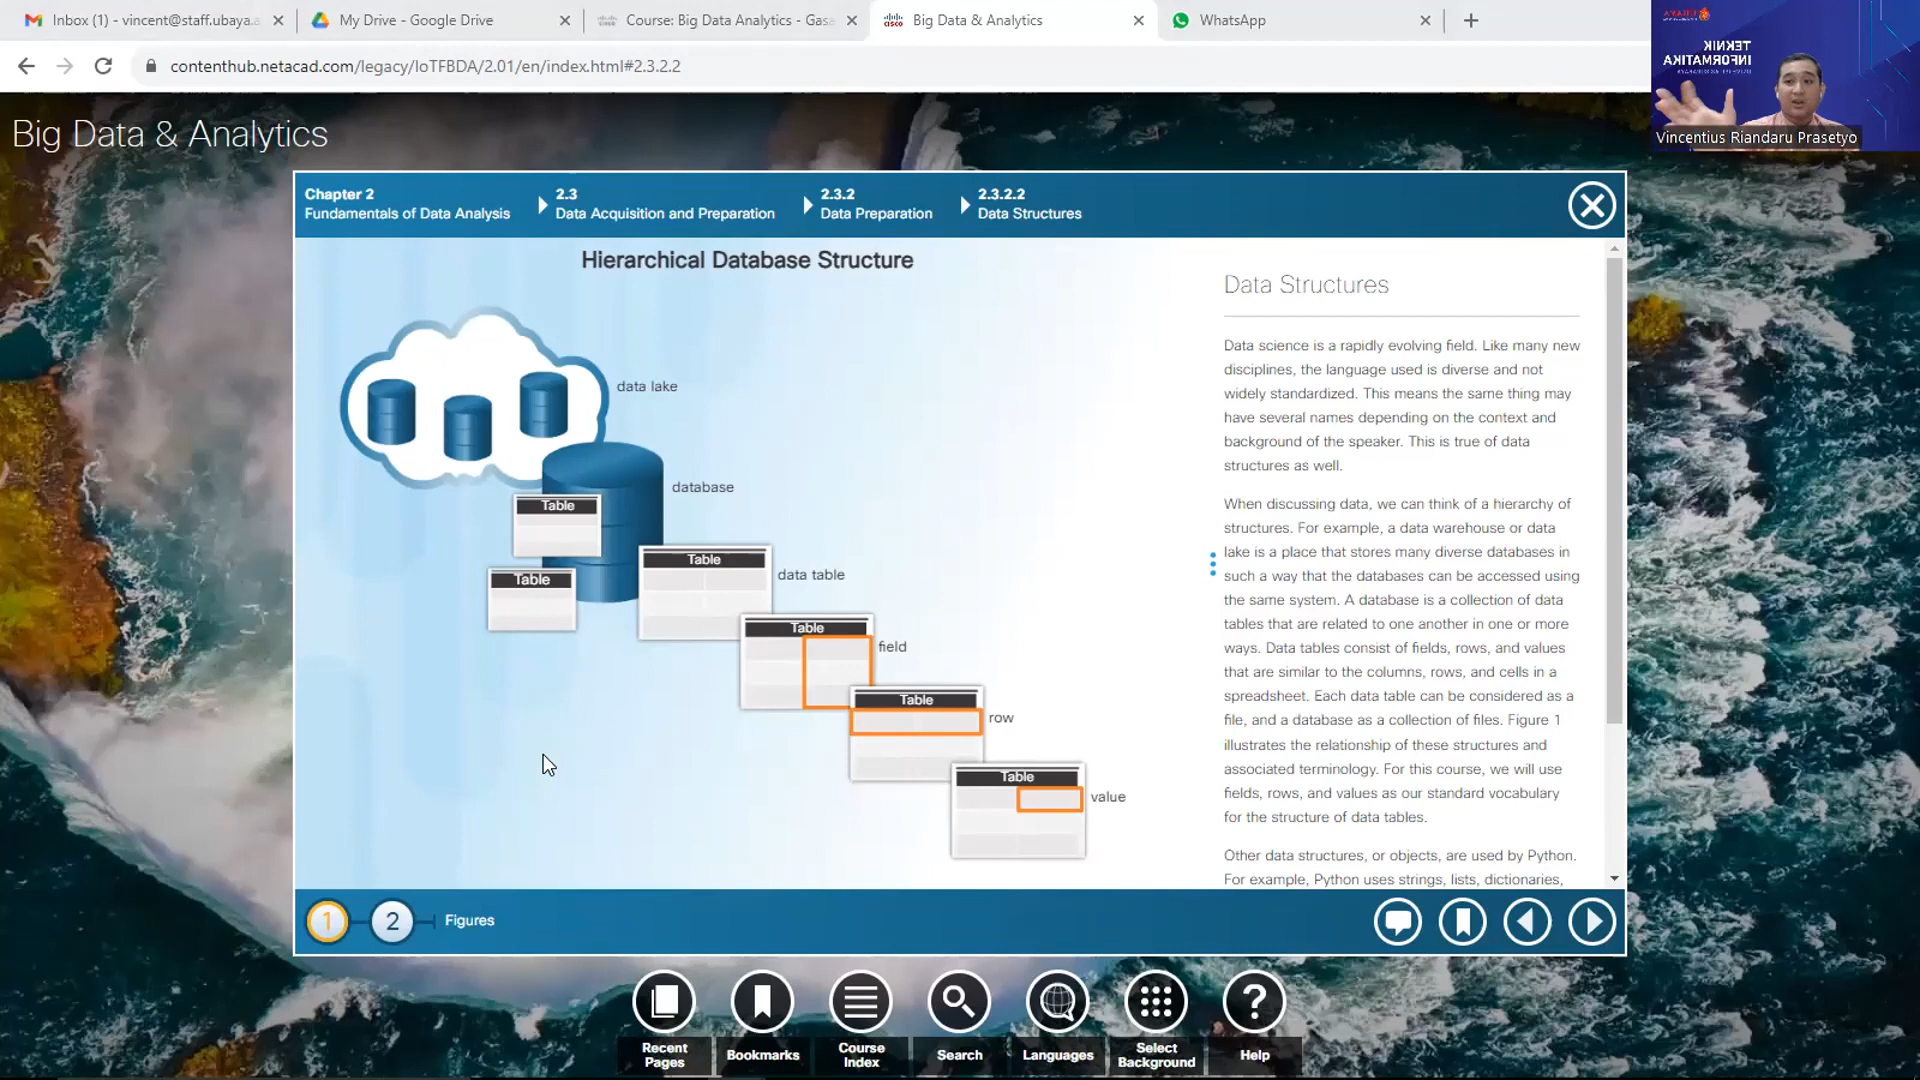 Inbox (1) - vincent@staff.ubaya.a
My Drive - Google Drive
Course: Big Data Analytics - Gasa
Big Data & Analytics
WhatsApp
contenthub.netacad.com/legacy/IoTFBDA/2.01/en/index.html#2.3.2.2
TEKNIK
INFORMATIKA
Vincentius Riandaru Prasetyo
Big Data & Analytics
Chapter 2
Fundamentals of Data Analysis
2.3
Data Acquisition and Preparation
2.3.2
Data Preparation
2.3.2.2
Data Structures
Hierarchical Database Structure
data lake
database
Table
Table
Table
data table
Table
field
Table
row
Table
value
Data Structures
Data science is a rapidly evolving field. Like many new
disciplines, the language used is diverse and not
widely standardized. This means the same thing may
have several names depending on the context and
background of the speaker. This is true of data
structures as well.
When discussing data, we can think of a hierarchy of
structures. For example, a data warehouse or data
lake is a place that stores many diverse databases in
such a way that the databases can be accessed using
the same system. A database is a collection of data
tables that are related to one another in one or more
ways. Data tables consist of fields, rows, and values
that are similar to the columns, rows, and cells in a
spreadsheet. Each data table can be considered as a
file, and a database as a collection of files. Figure 1
illustrates the relationship of these structures and
associated terminology. For this course, we will use
fields, rows, and values as our standard vocabulary
for the structure of data tables.
Other data structures, or objects, are used by Python.
For example, Python uses strings, lists, dictionaries,
1
2
Figures
Recent
Pages
Bookmarks
Course
Index
Search
Languages
Select
Background
Help